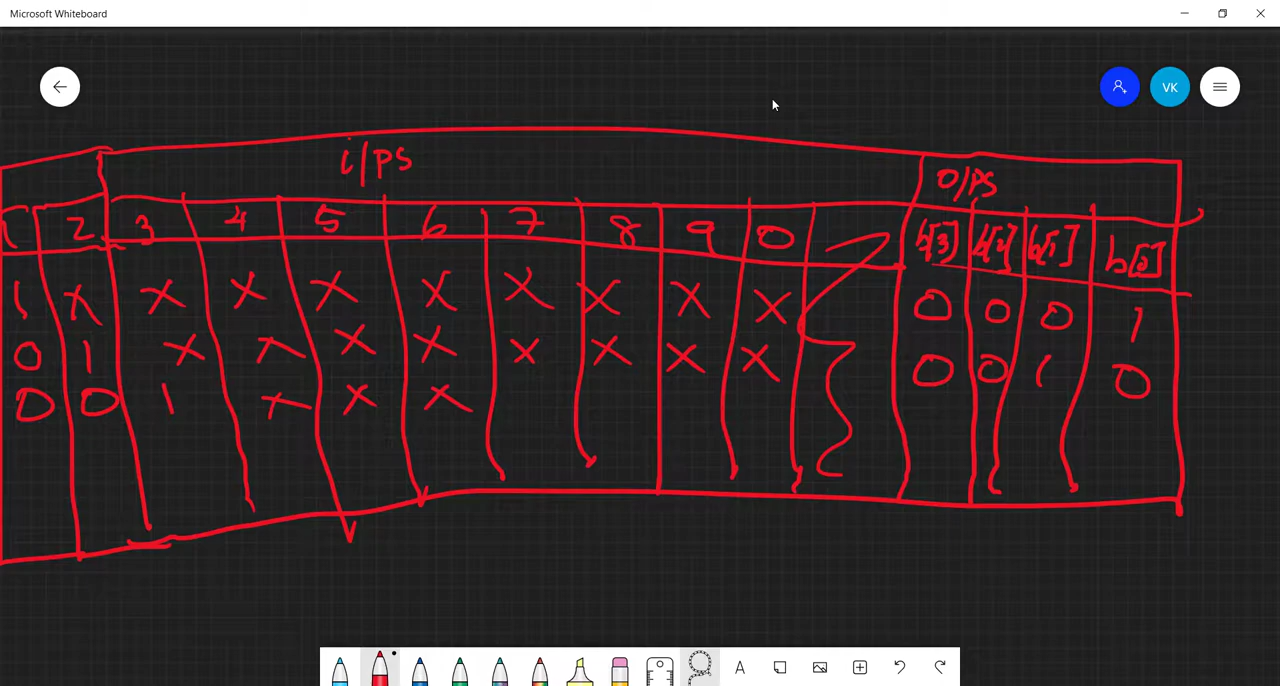 Microsoft Whiteboard
VK
i/PS O/PS
1 2 3 4 5 6 7 8 9 0 b[3] b[2] b[1] b[0]
1 X X X X X X X X X 0 0 0 1
0 1 X X X X X X X X 0 0 1 0
0 0 1 X X X
A